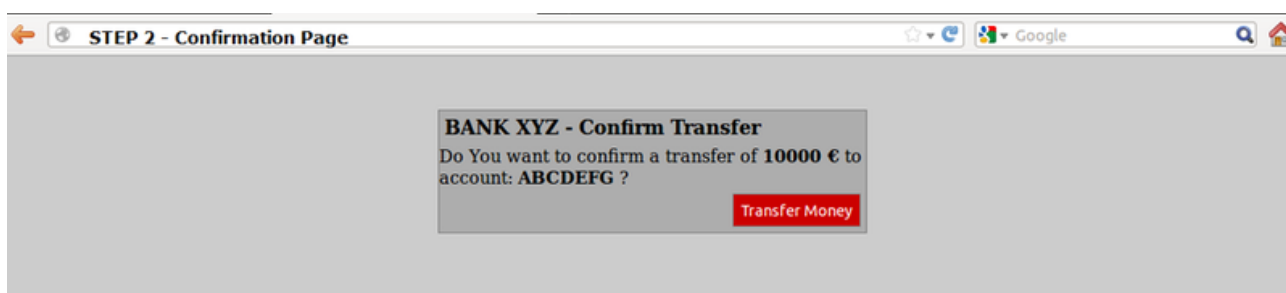 STEP 2 - Confirmation Page
Google
BANK XYZ - Confirm Transfer
Do You want to confirm a transfer of 10000 € to
account: ABCDEFG ?
Transfer Money